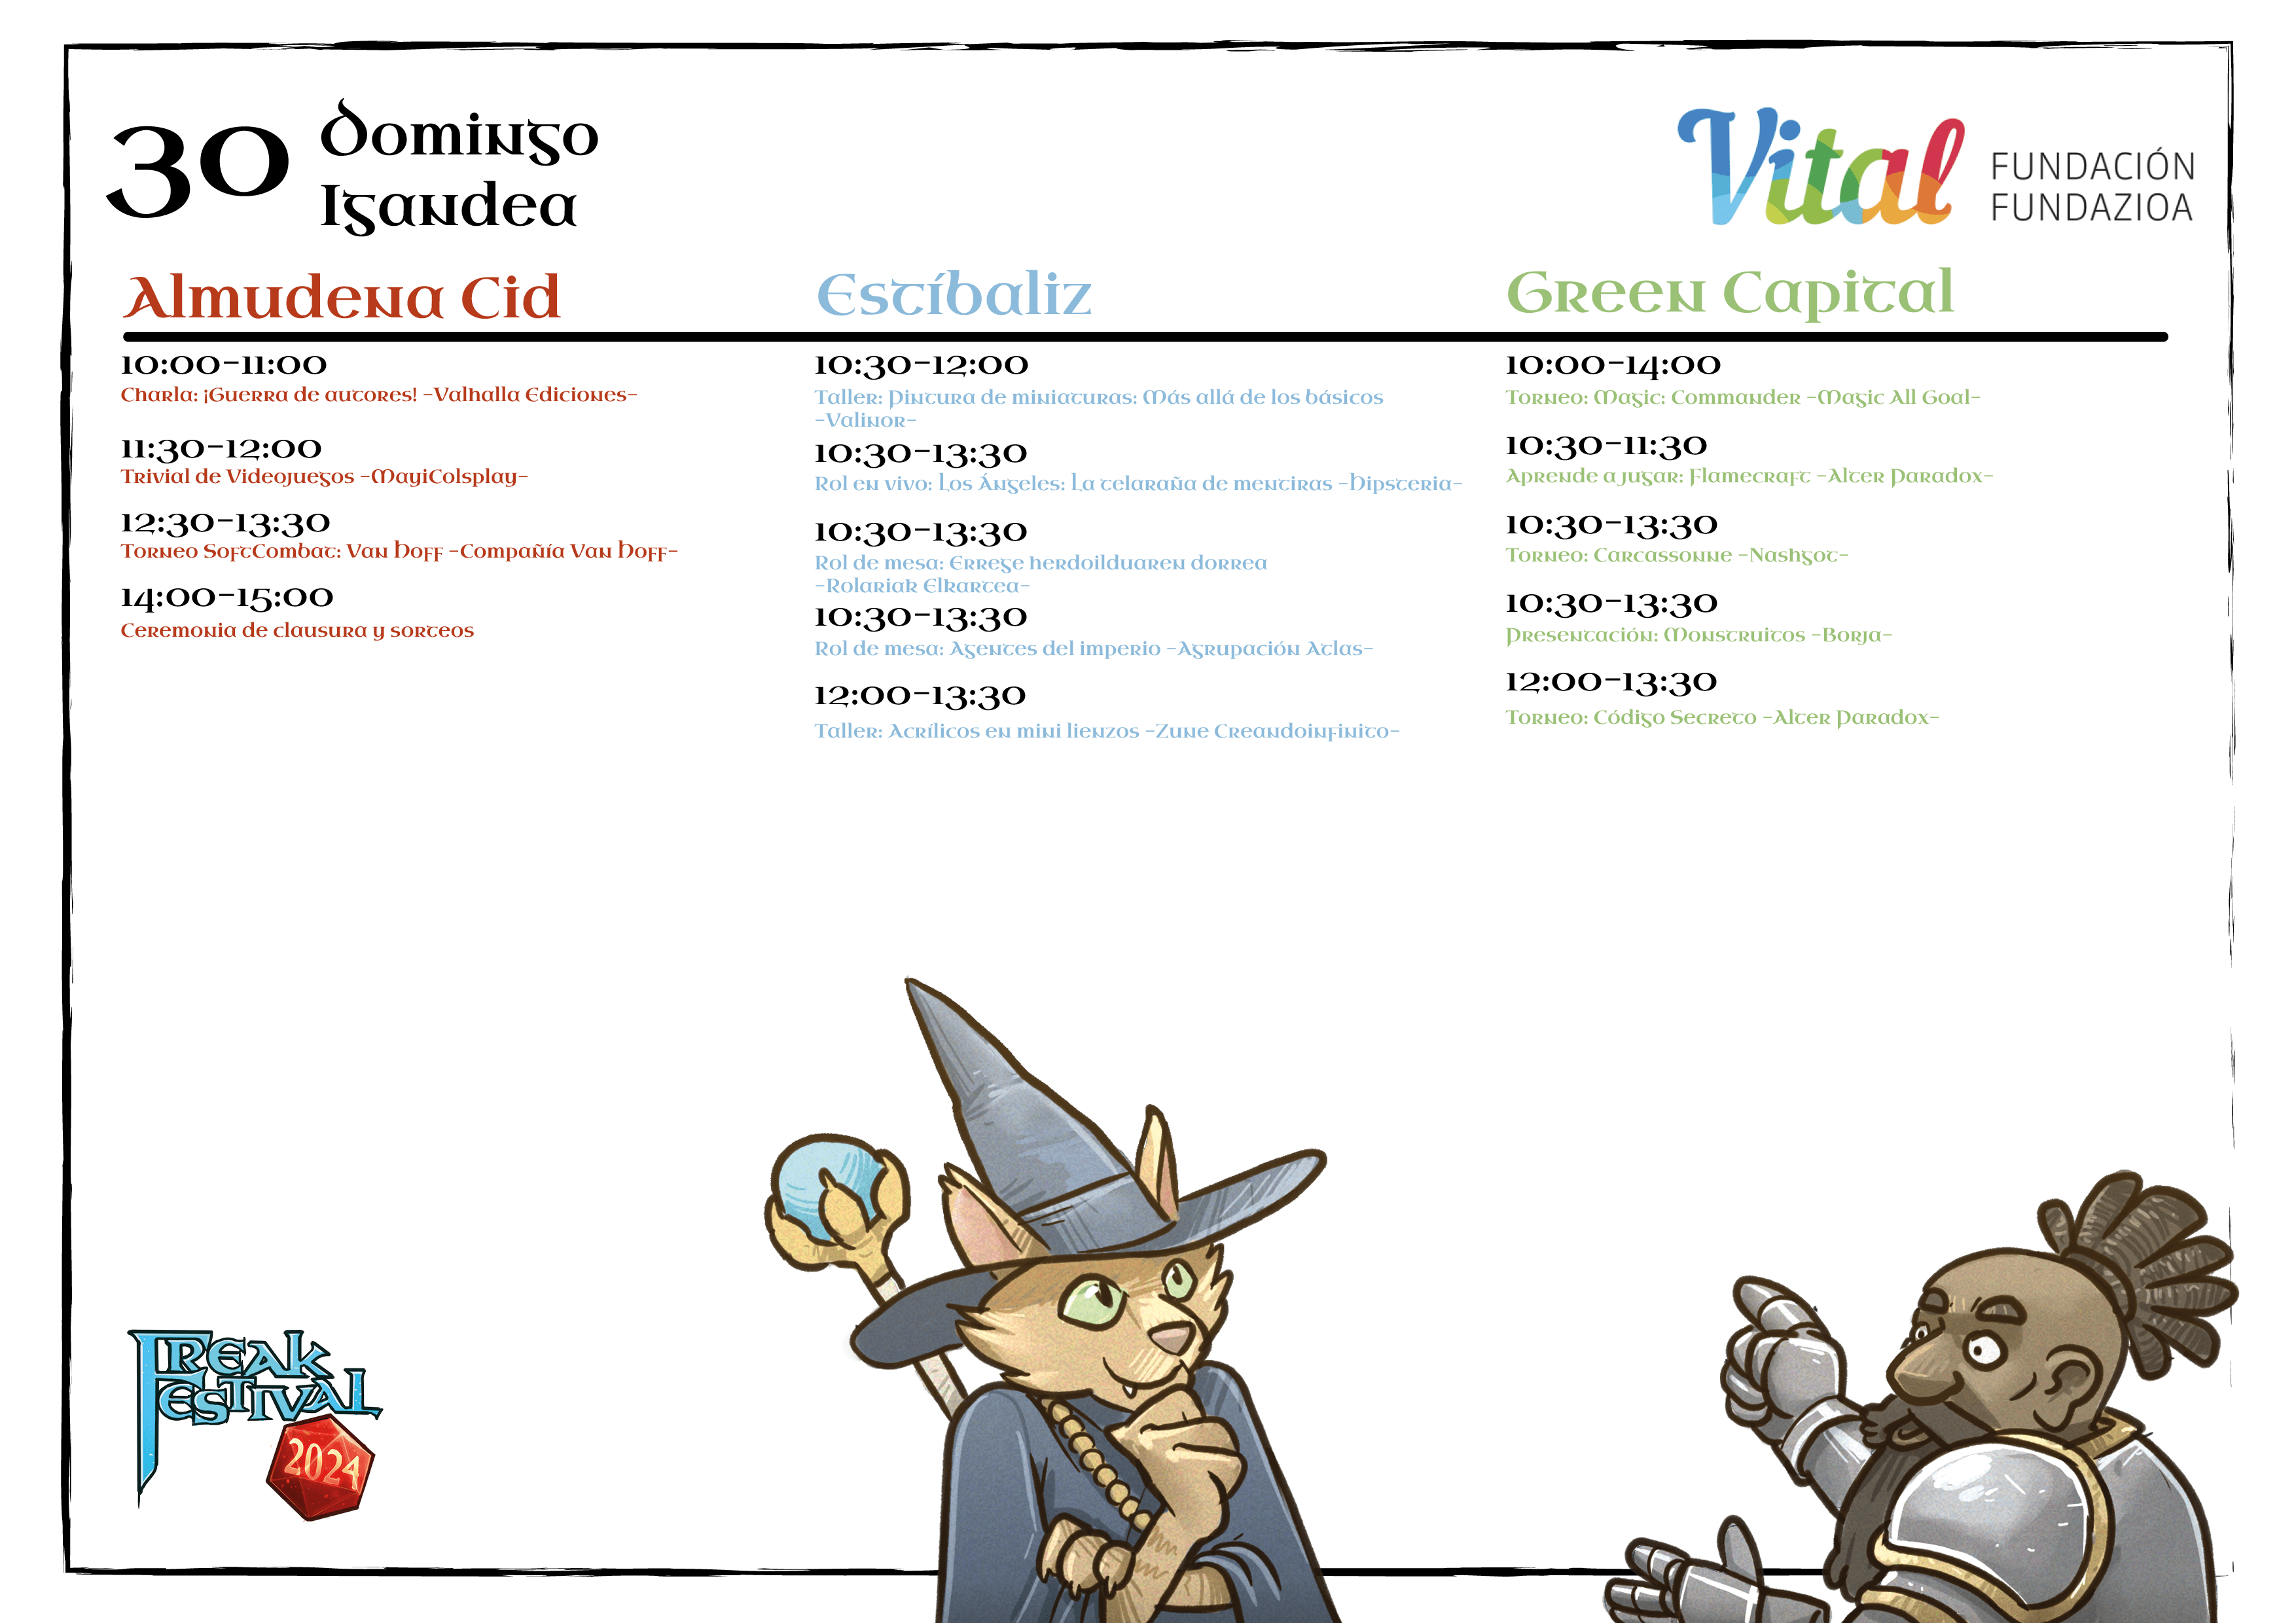 30 Domingo
Igandea
Vital FUNDACIÓN
FUNDAZIOA
Almudena Cid
10:00-11:00
Charla: ¡Guerra de autores! -Valhalla Ediciones-
11:30-12:00
Trivial de Videojuegos -MayiColsplay-
12:30-13:30
Torneo SoftCombat: Van Hoff -Compañía Van Hoff-
14:00-15:00
Ceremonia de clausura y sorteos
Estíbaliz
10:30-12:00
Taller: Pintura de miniaturas: Más allá de los básicos
-Valinor-
10:30-13:30
Rol en vivo: Los Ángeles: La telaraña de mentiras -Hipsteria-
10:30-13:30
Rol de mesa: Errege herdoilduaren dorrea
-Rolariak Elkartea-
10:30-13:30
Rol de mesa: Agentes del imperio -Agrupación Atlas-
12:00-13:30
Taller: Acrílicos en mini lienzos -Zune Creandoinfinito-
Green Capital
10:00-14:00
Torneo: Magic: Commander -Magic All Goal-
10:30-11:30
Aprende a jugar: Flamecraft -Alter Paradox-
10:30-13:30
Torneo: Carcassonne -Nashgot-
10:30-13:30
Presentación: Monstruitos -Borja-
12:00-13:30
Torneo: Código Secreto -Alter Paradox-
Freak
Festival
2024